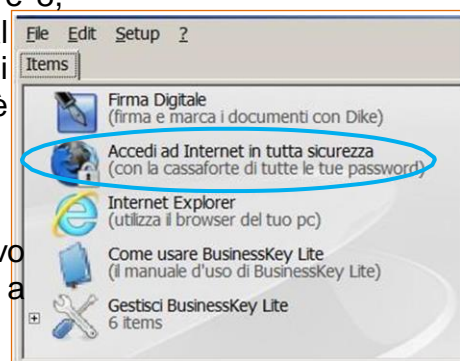 File Edit Setup ?
Items
Firma Digitale
(firma e marca i documenti con Dike)
Accedi ad Internet in tutta sicurezza
(con la cassaforte di tutte le tue password)
Internet Explorer
(utilizza il browser del tuo pc)
Come usare BusinessKey Lite
(il manuale d'uso di BusinessKey Lite)
Gestisci BusinessKey Lite
6 items
è
vo
a